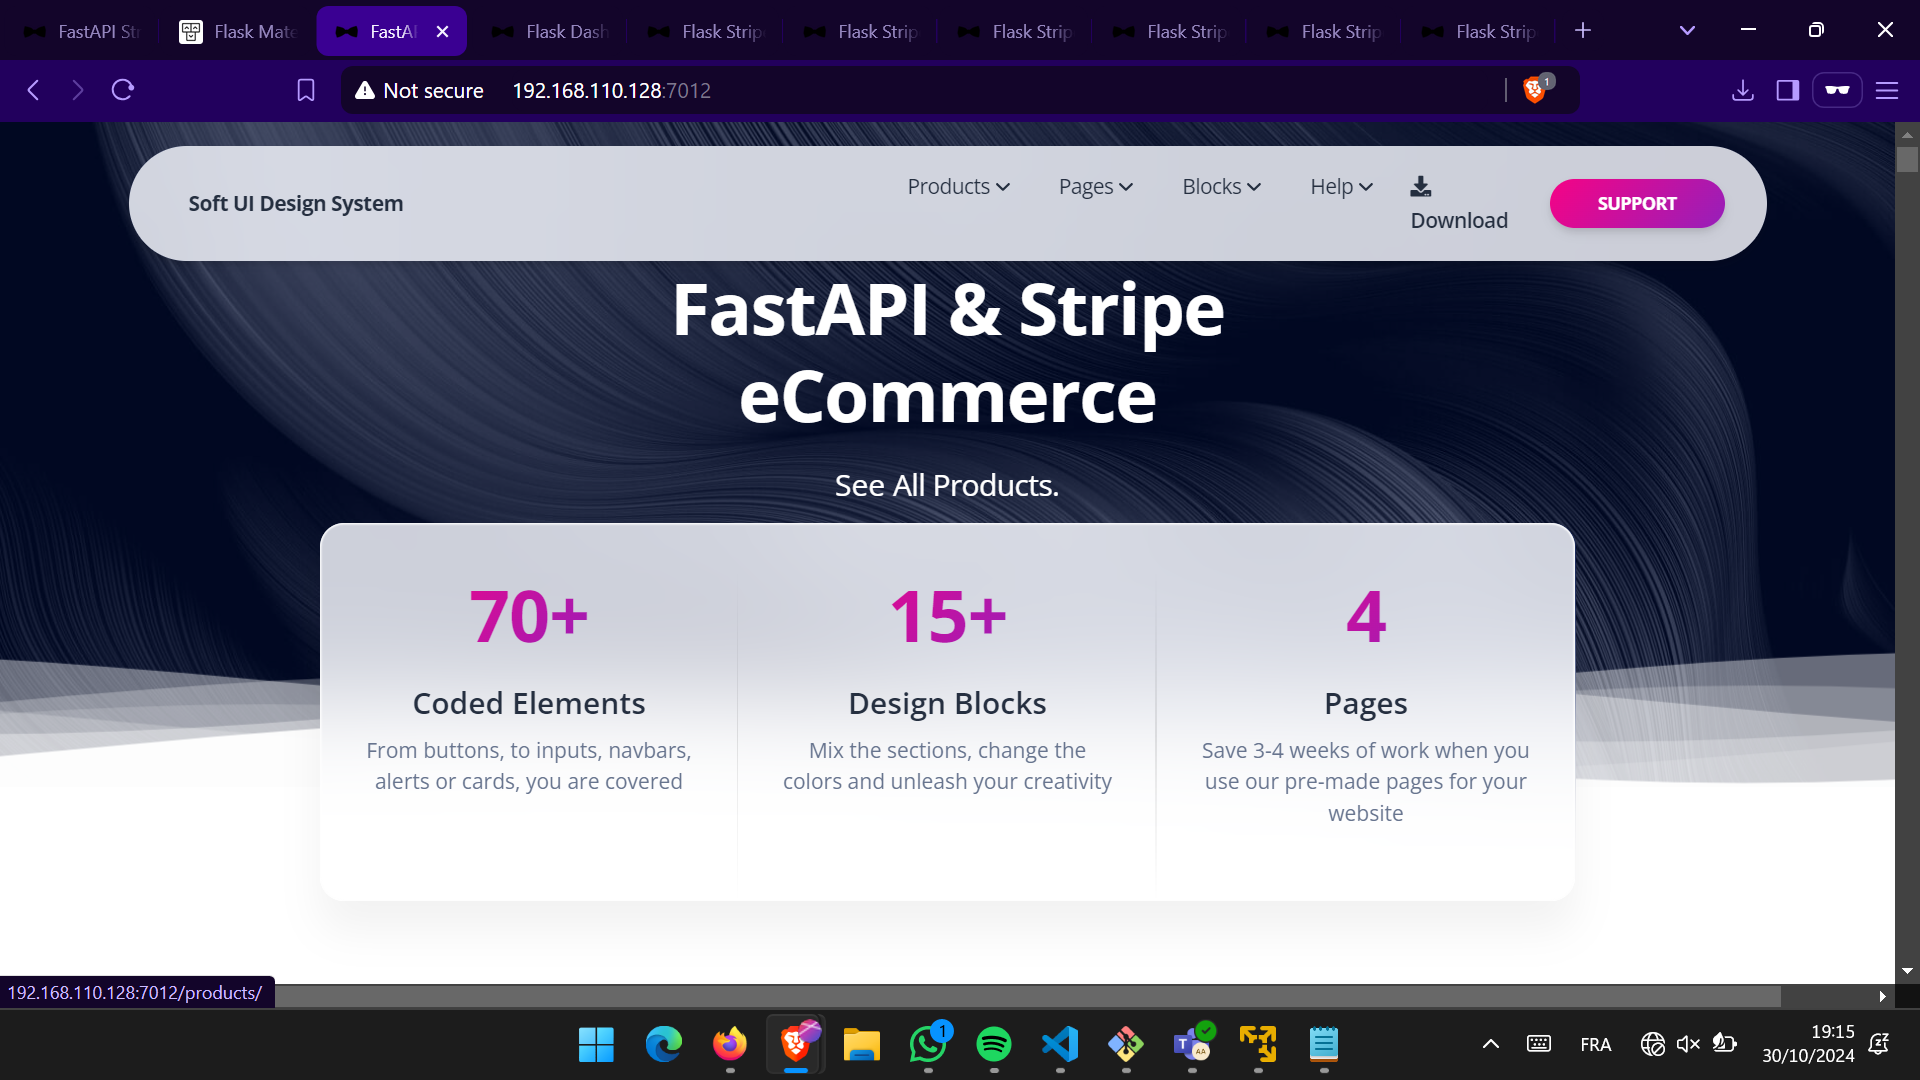 FastAPI Str
Flask Mate
FastAI
Flask Dash
Flask Strip
Flask Strip
Flask Strip
Flask Strip
Flask Strip
Flask Strip
Not secure 192.168.110.128:7012
1
Soft UI Design System
Products
Pages
Blocks
Help
Download
SUPPORT
FastAPI & Stripe
eCommerce
See All Products.
70+
Coded Elements
From buttons, to inputs, navbars,
alerts or cards, you are covered
15+
Design Blocks
Mix the sections, change the
colors and unleash your creativity
4
Pages
Save 3-4 weeks of work when you
use our pre-made pages for your
website
192.168.110.128:7012/products/
1
T
AA
FRA
19:15
30/10/2024